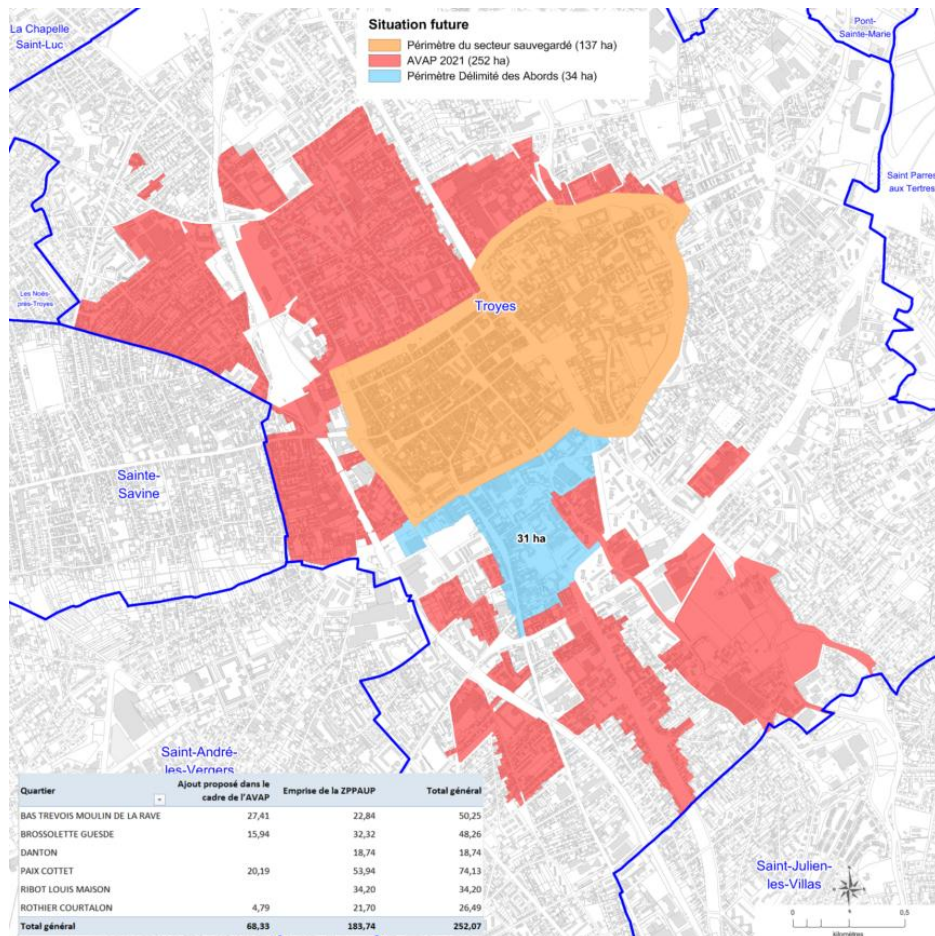 Situation future
Périmètre du secteur sauvegardé (137 ha)
AVAP 2021 (252 ha)
Périmètre Délimité des Abords (34 ha)
La Chapelle
Saint-Luc
Pont-
Sainte-Marie
Saint Parres
aux Tertres
Les Noës-
près-Troyes
Troyes
Sainte-
Savine
31 ha
Saint-André-
les-Vergers
Saint-Julien-
les-Villas
0 0,5
kilomètres
Quartier Ajout proposé dans le cadre de l'AVAP Emprise de la ZPPAUP Total général
BAS TREVOIS MOULIN DE LA RAVE 27,41 22,84 50,25
BROSSOLETTE GUESDE 15,94 32,32 48,26
DANTON 18,74 18,74
PAIX COTTET 20,19 53,94 74,13
RIBOT LOUIS MAISON 34,20 34,20
ROTHIER COURTALON 4,79 21,70 26,49
Total général 68,33 183,74 252,07